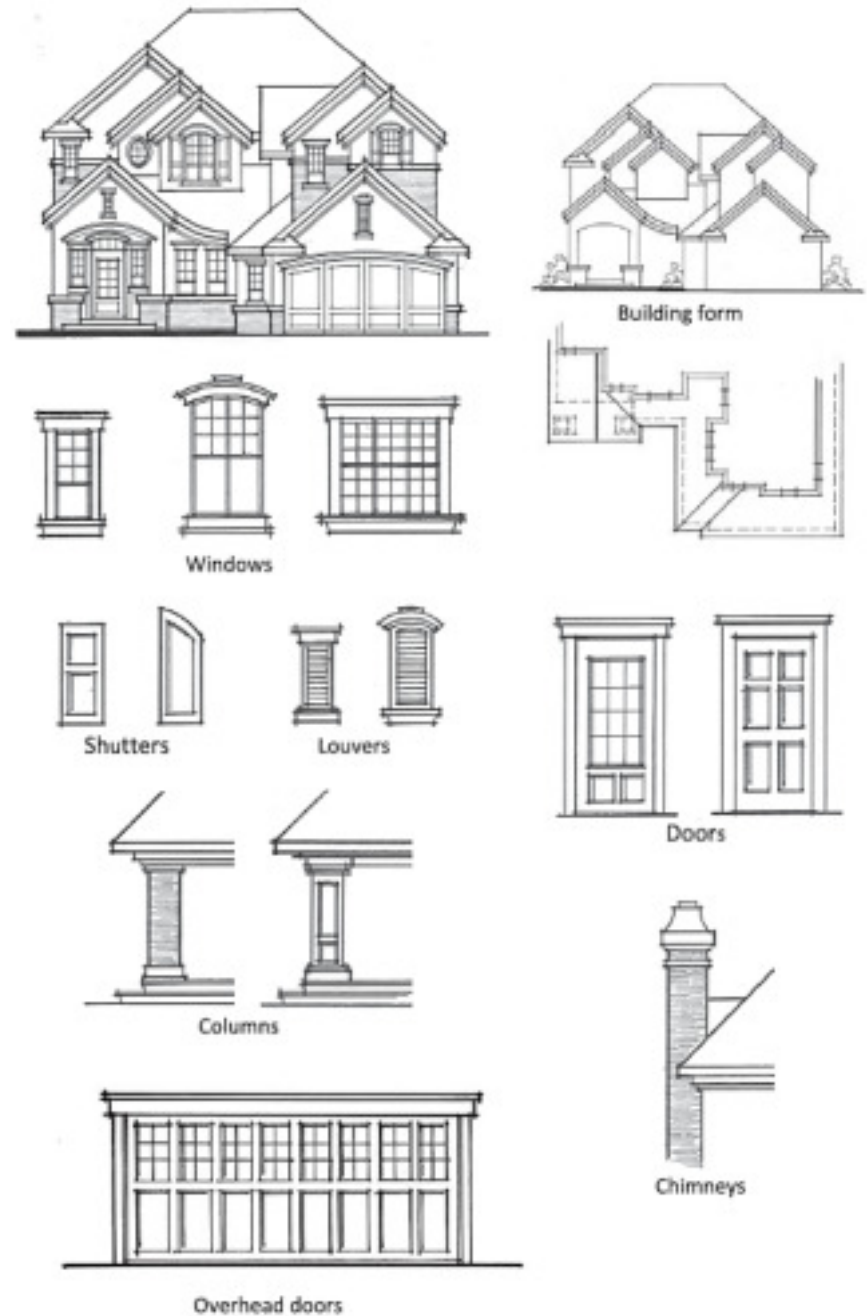 Building form
Windows
Shutters
Louvers
Doors
Columns
Chimneys
Overhead doors